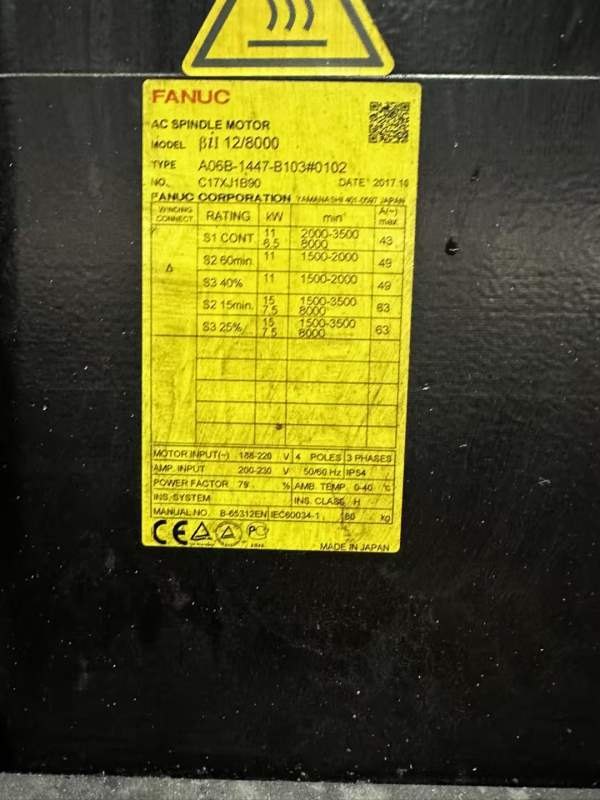 FANUC
AC SPINDLE MOTOR
MODEL βiI 12/8000
TYPE A06B-1447-B103#0102
NO. C17XJ1B90 DATE 2017.10
FANUC CORPORATION YAMANASHI 401-0597 JAPAN
WINDING CONNECT. RATING kW min⁻¹ A(~) max
Δ S1 CONT. 11 2000-3500 43
8000
S2 60min. 11 1500-2000 49
S3 40% 11 1500-2000 49
S2 15min. 15 1500-3500 63
7.5 8000
S3 25% 15 1500-3500 63
7.5 8000
MOTOR INPUT(~) 188-220 V 4 POLES 3 PHASES
AMP. INPUT 200-230 V 50/60 Hz IP54
POWER FACTOR 79 % AMB. TEMP. 0-40 °C
INS. SYSTEM INS. CLASS H
MANUAL NO. B-65312EN IEC60034-1 80 kg
CE
MADE IN JAPAN